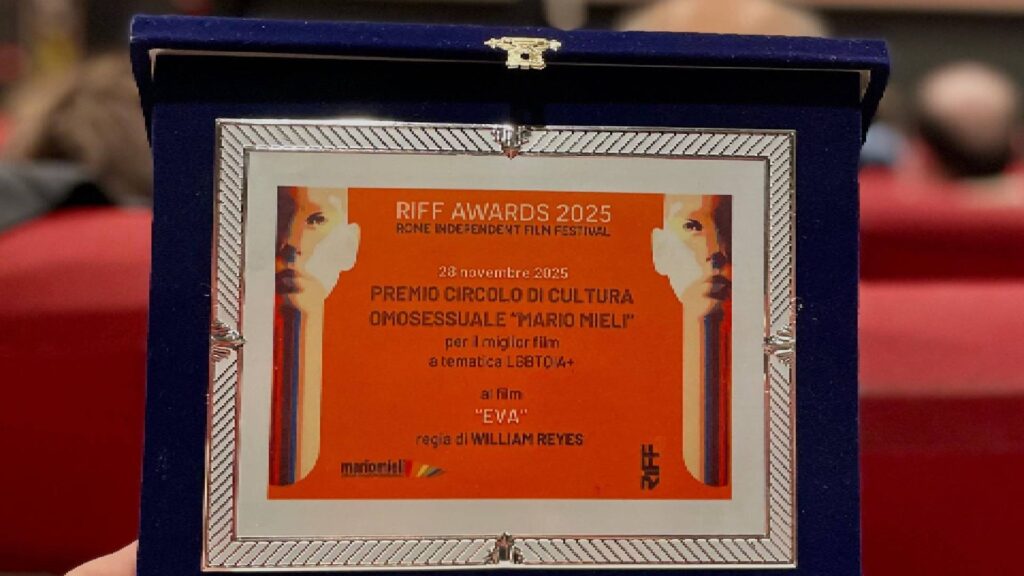 RIFF AWARDS 2025
ROME INDEPENDENT FILM FESTIVAL
28 novembre 2025
PREMIO CIRCOLO DI CULTURA
OMOSESSUALE "MARIO MIELI"
per il miglior film
a tematica LGBTQIA+
al film
"EVA"
regia di WILLIAM REYES
mariomieli
RIFF